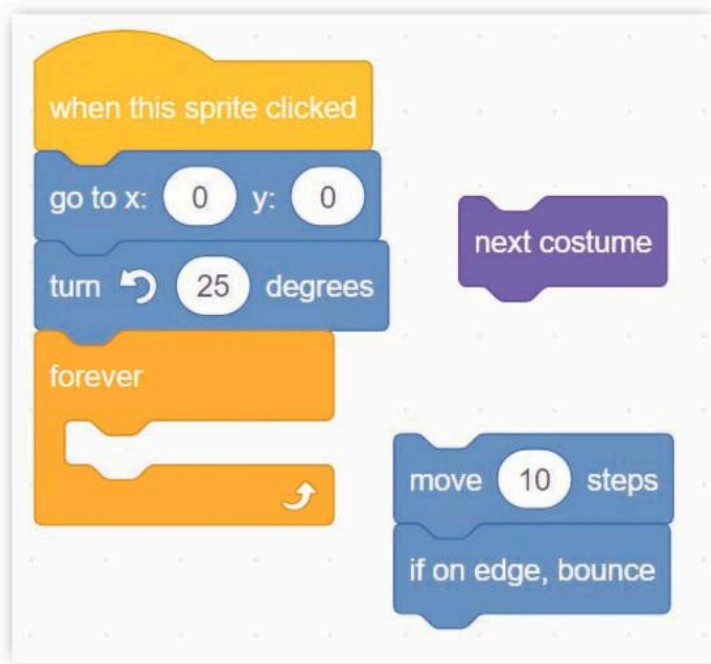 when this sprite clicked
go to x: 0 y: 0
next costume
turn 25 degrees
forever
move 10 steps
if on edge, bounce